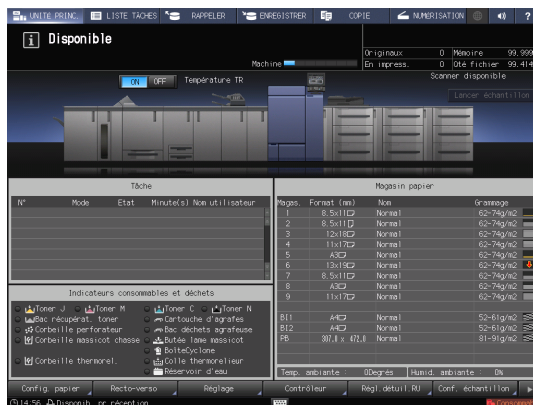 UNITE PRINC. LISTE TÂCHES RAPPELER ENREGISTRER COPIE NUMERISATION ?
Disponible
Machine
Originaux 0 Mémoire 99.999
En impress. 0 Qté fichier 99.414
Scanner disponible
ON OFF Température TR
Lancer échantillon
Tâche
N° Mode Etat Minute(s) Nom utilisateur
Magasin papier
Magas. Format (mm) Nom Grammage
1 8.5x11 Normal 62-74g/m2
2 8.5x11 Normal 62-74g/m2
3 12x18 Normal 62-74g/m2
4 11x17 Normal 62-74g/m2
5 A3 Normal 62-74g/m2
6 13x19 Normal 62-74g/m2
7 8.5x11 Normal 62-74g/m2
8 A3 Normal 62-74g/m2
9 11x17 Normal 62-74g/m2
BI1 A4 Normal 52-61g/m2
BI2 A4 Normal 52-61g/m2
PB 307.0 x 472.0 Normal 81-91g/m2
Temp. ambiante : 0Degrés Humid. ambiante : 0%
Indicateurs consommables et déchets
Toner J Toner M Toner C Toner N
Bac récupérat. toner Cartouche d'agrafes
Corbeille perforateur Bac déchets agrafeuse
Corbeille massicot chasse Butée lame massicot
BoîteCyclone
Corbeille thermorel. Colle thermorelieur
Réservoir d'eau
Config. papier Recto-verso Réglage Contrôleur Régl.détail.RU Conf. échantillon
14:56 Disponib. pr réception